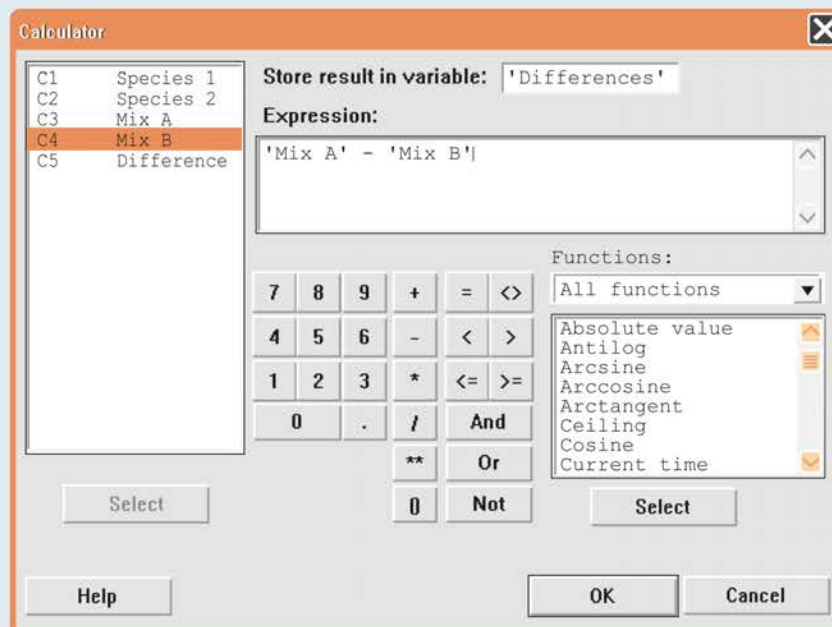 Calculator
C1 Species 1
C2 Species 2
C3 Mix A
C4 Mix B
C5 Difference
Store result in variable: 'Differences'
Expression:
'Mix A' - 'Mix B'
Functions:
All functions
7 8 9 + = <>
4 5 6 - < >
1 2 3 * <= >=
0 . / And
** Or
() Not
Absolute value
Antilog
Arcsine
Arccosine
Arctangent
Ceiling
Cosine
Current time
Select
Select
Help
OK
Cancel